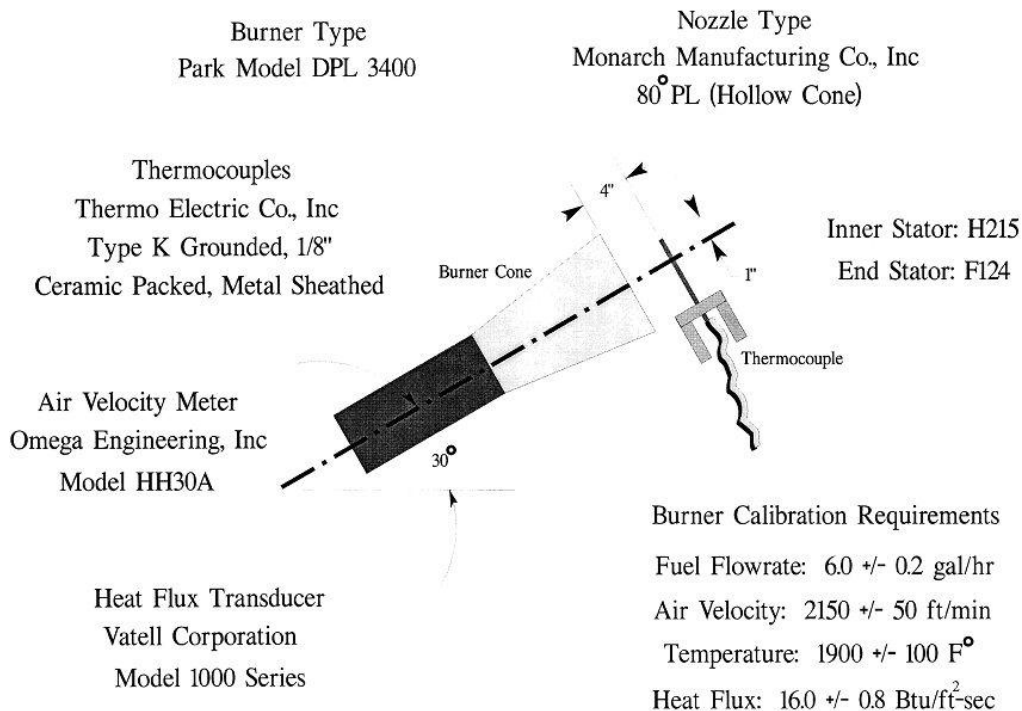 Burner Type
Park Model DPL 3400
Nozzle Type
Monarch Manufacturing Co., Inc
80° PL (Hollow Cone)
Thermocouples
Thermo Electric Co., Inc
Type K Grounded, 1/8"
Ceramic Packed, Metal Sheathed
4"
Burner Cone
1"
Inner Stator: H215
End Stator: F124
Thermocouple
Air Velocity Meter
Omega Engineering, Inc
Model HH30A
30°
Heat Flux Transducer
Vatell Corporation
Model 1000 Series
Burner Calibration Requirements
Fuel Flowrate: 6.0 +/- 0.2 gal/hr
Air Velocity: 2150 +/- 50 ft/min
Temperature: 1900 +/- 100 F°
Heat Flux: 16.0 +/- 0.8 Btu/ft²-sec